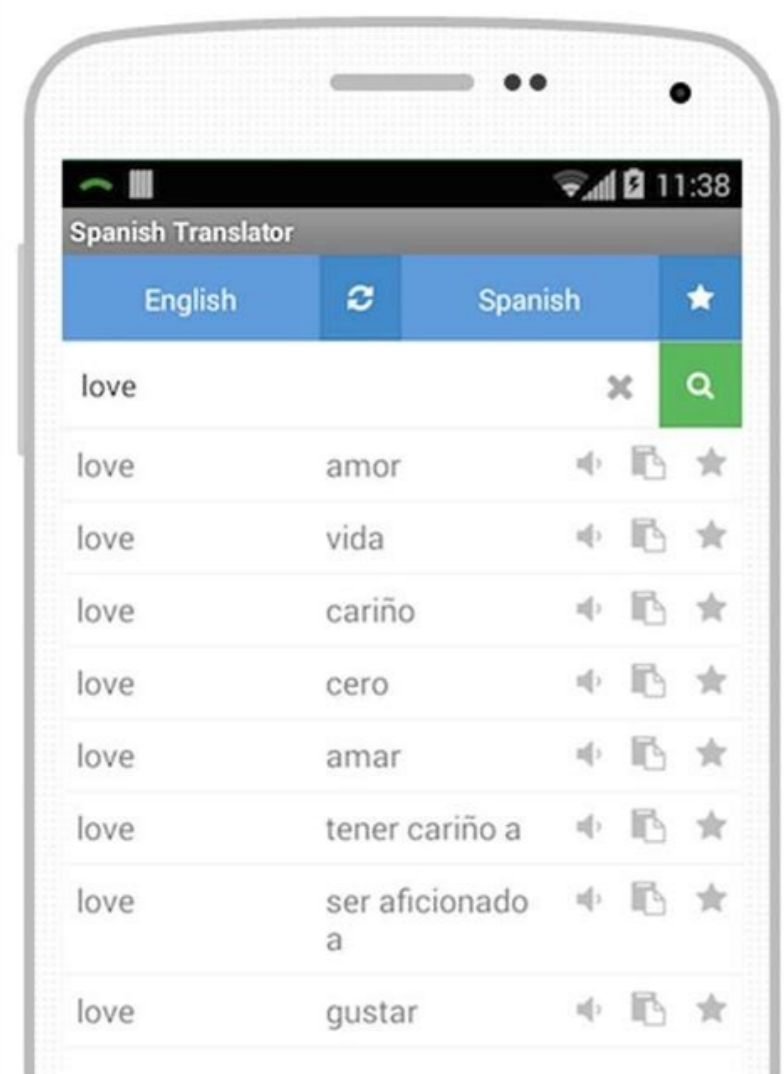 11:38
Spanish Translator
English Spanish
love
love amor
love vida
love cariño
love cero
love amar
love tener cariño a
love ser aficionado
a
love gustar